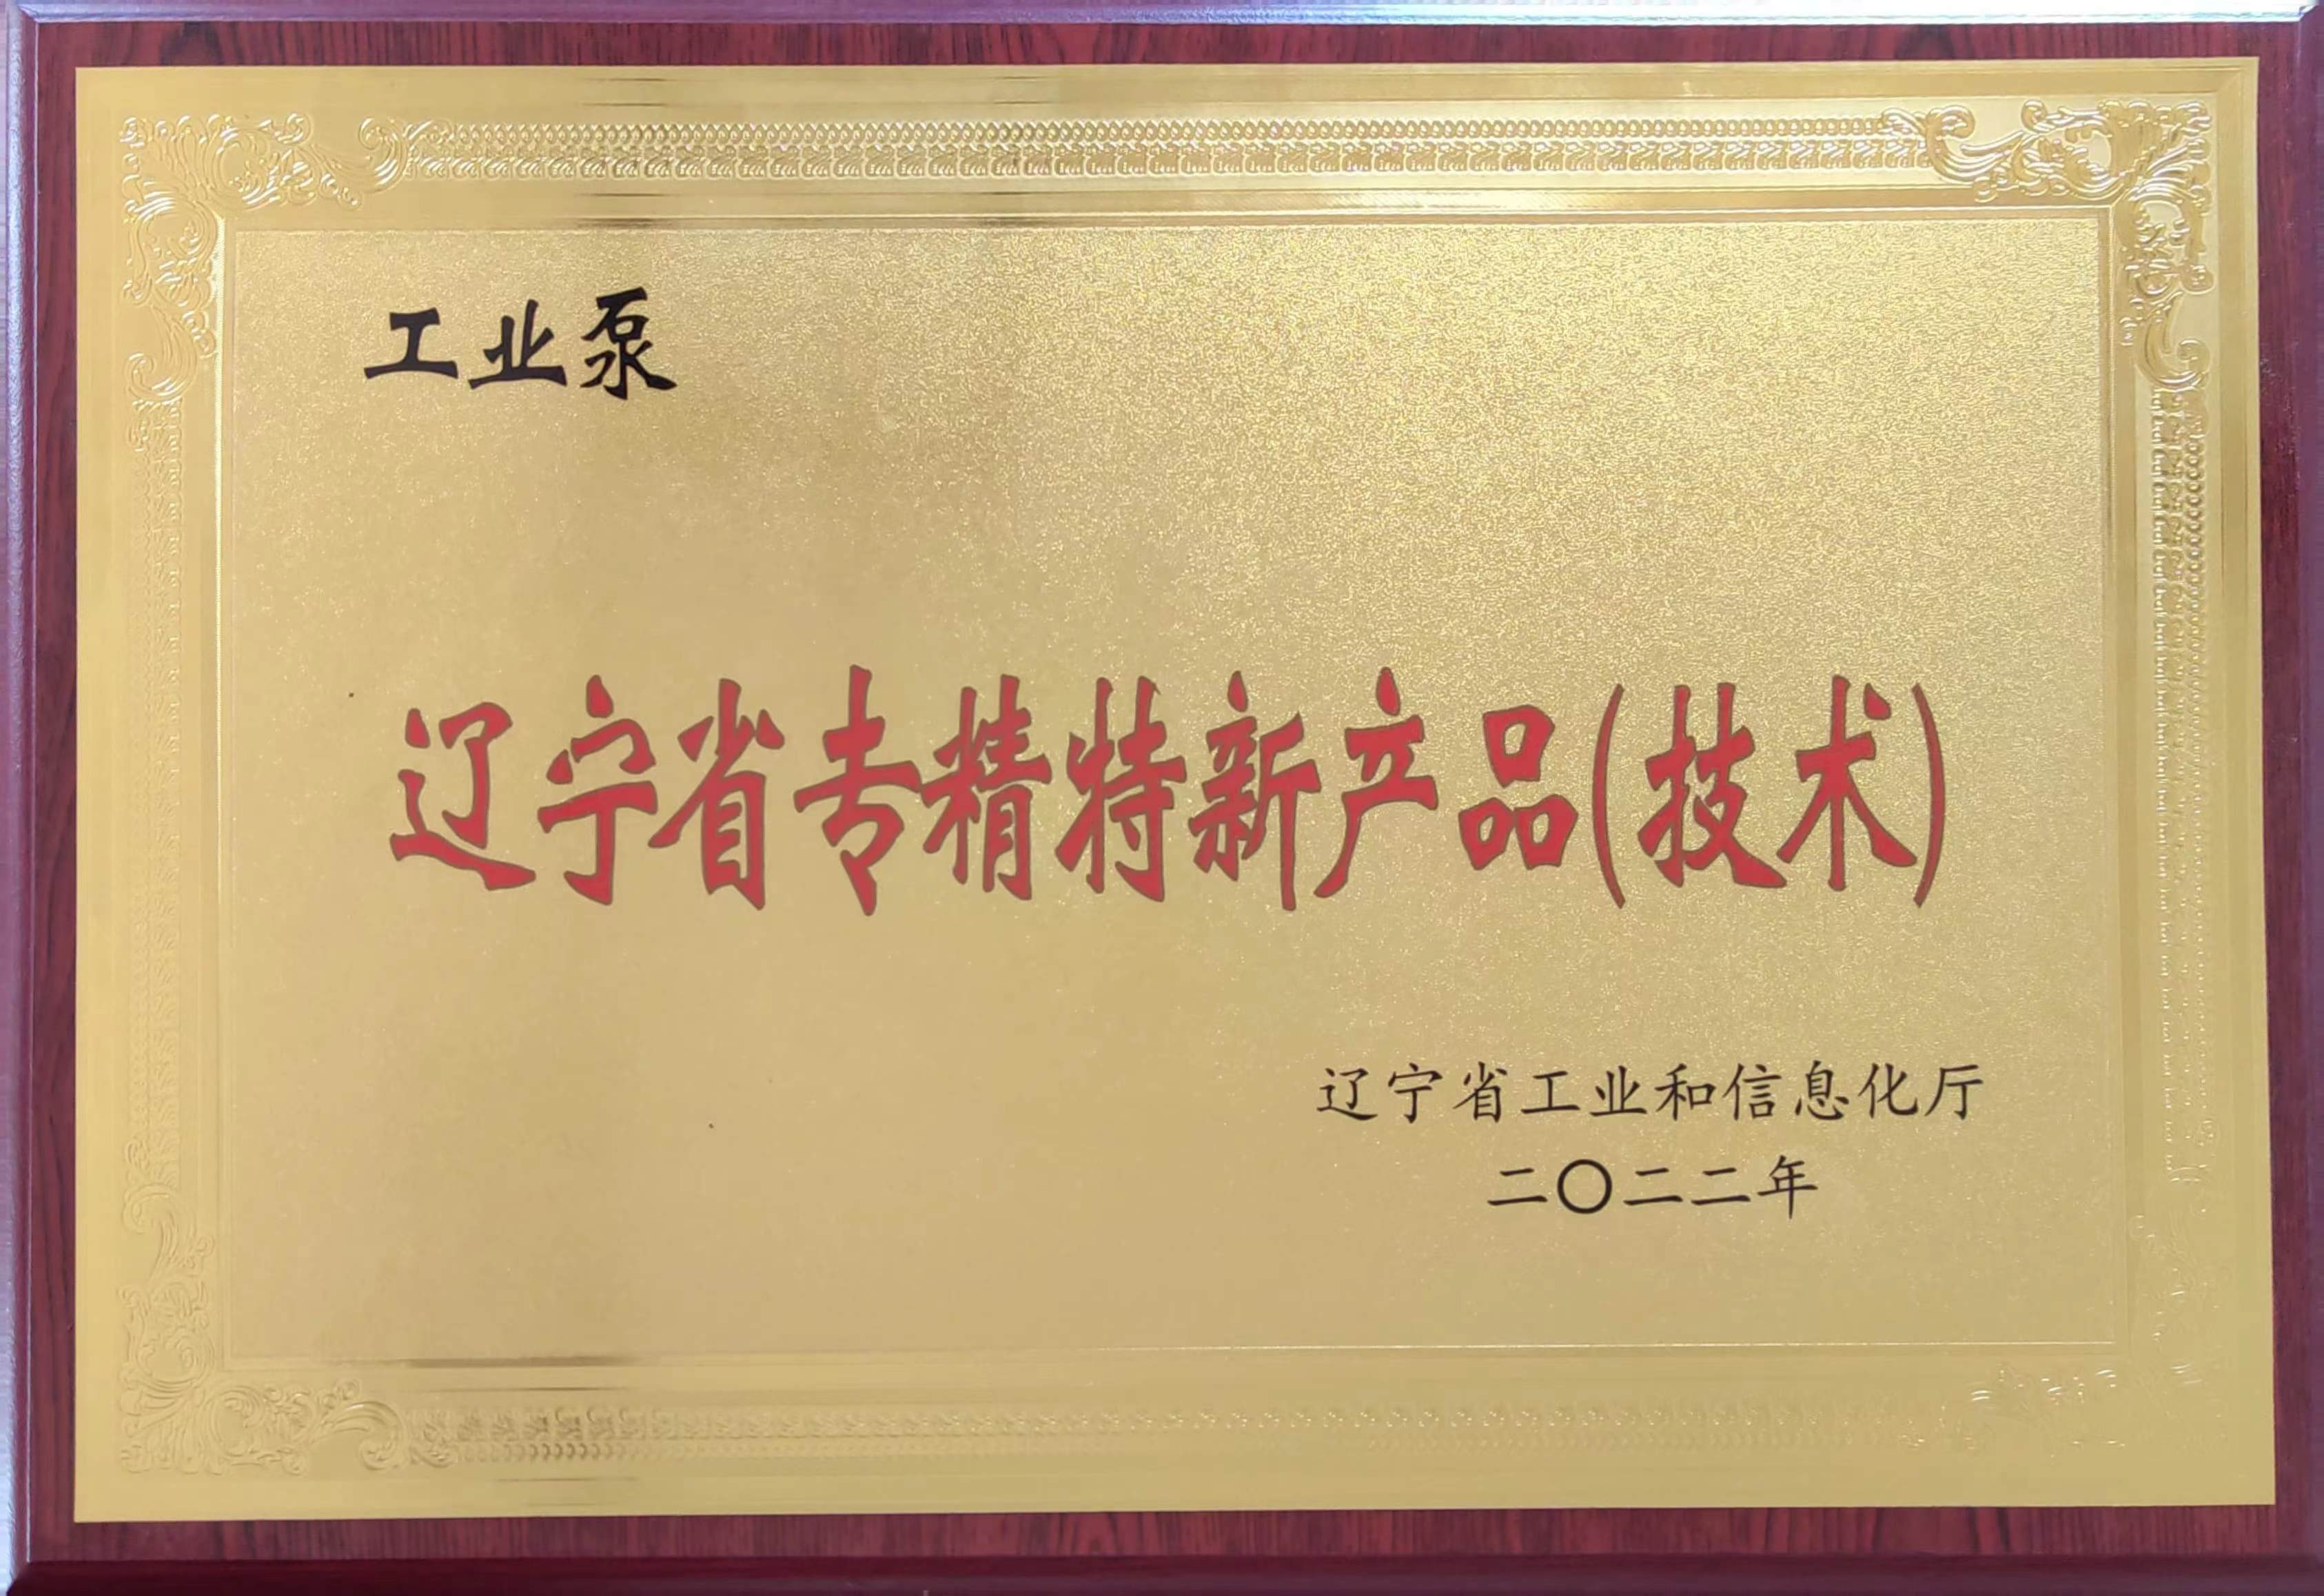 工业泵
辽宁省专精特新产品(技术)
辽宁省工业和信息化厅
二〇二二年